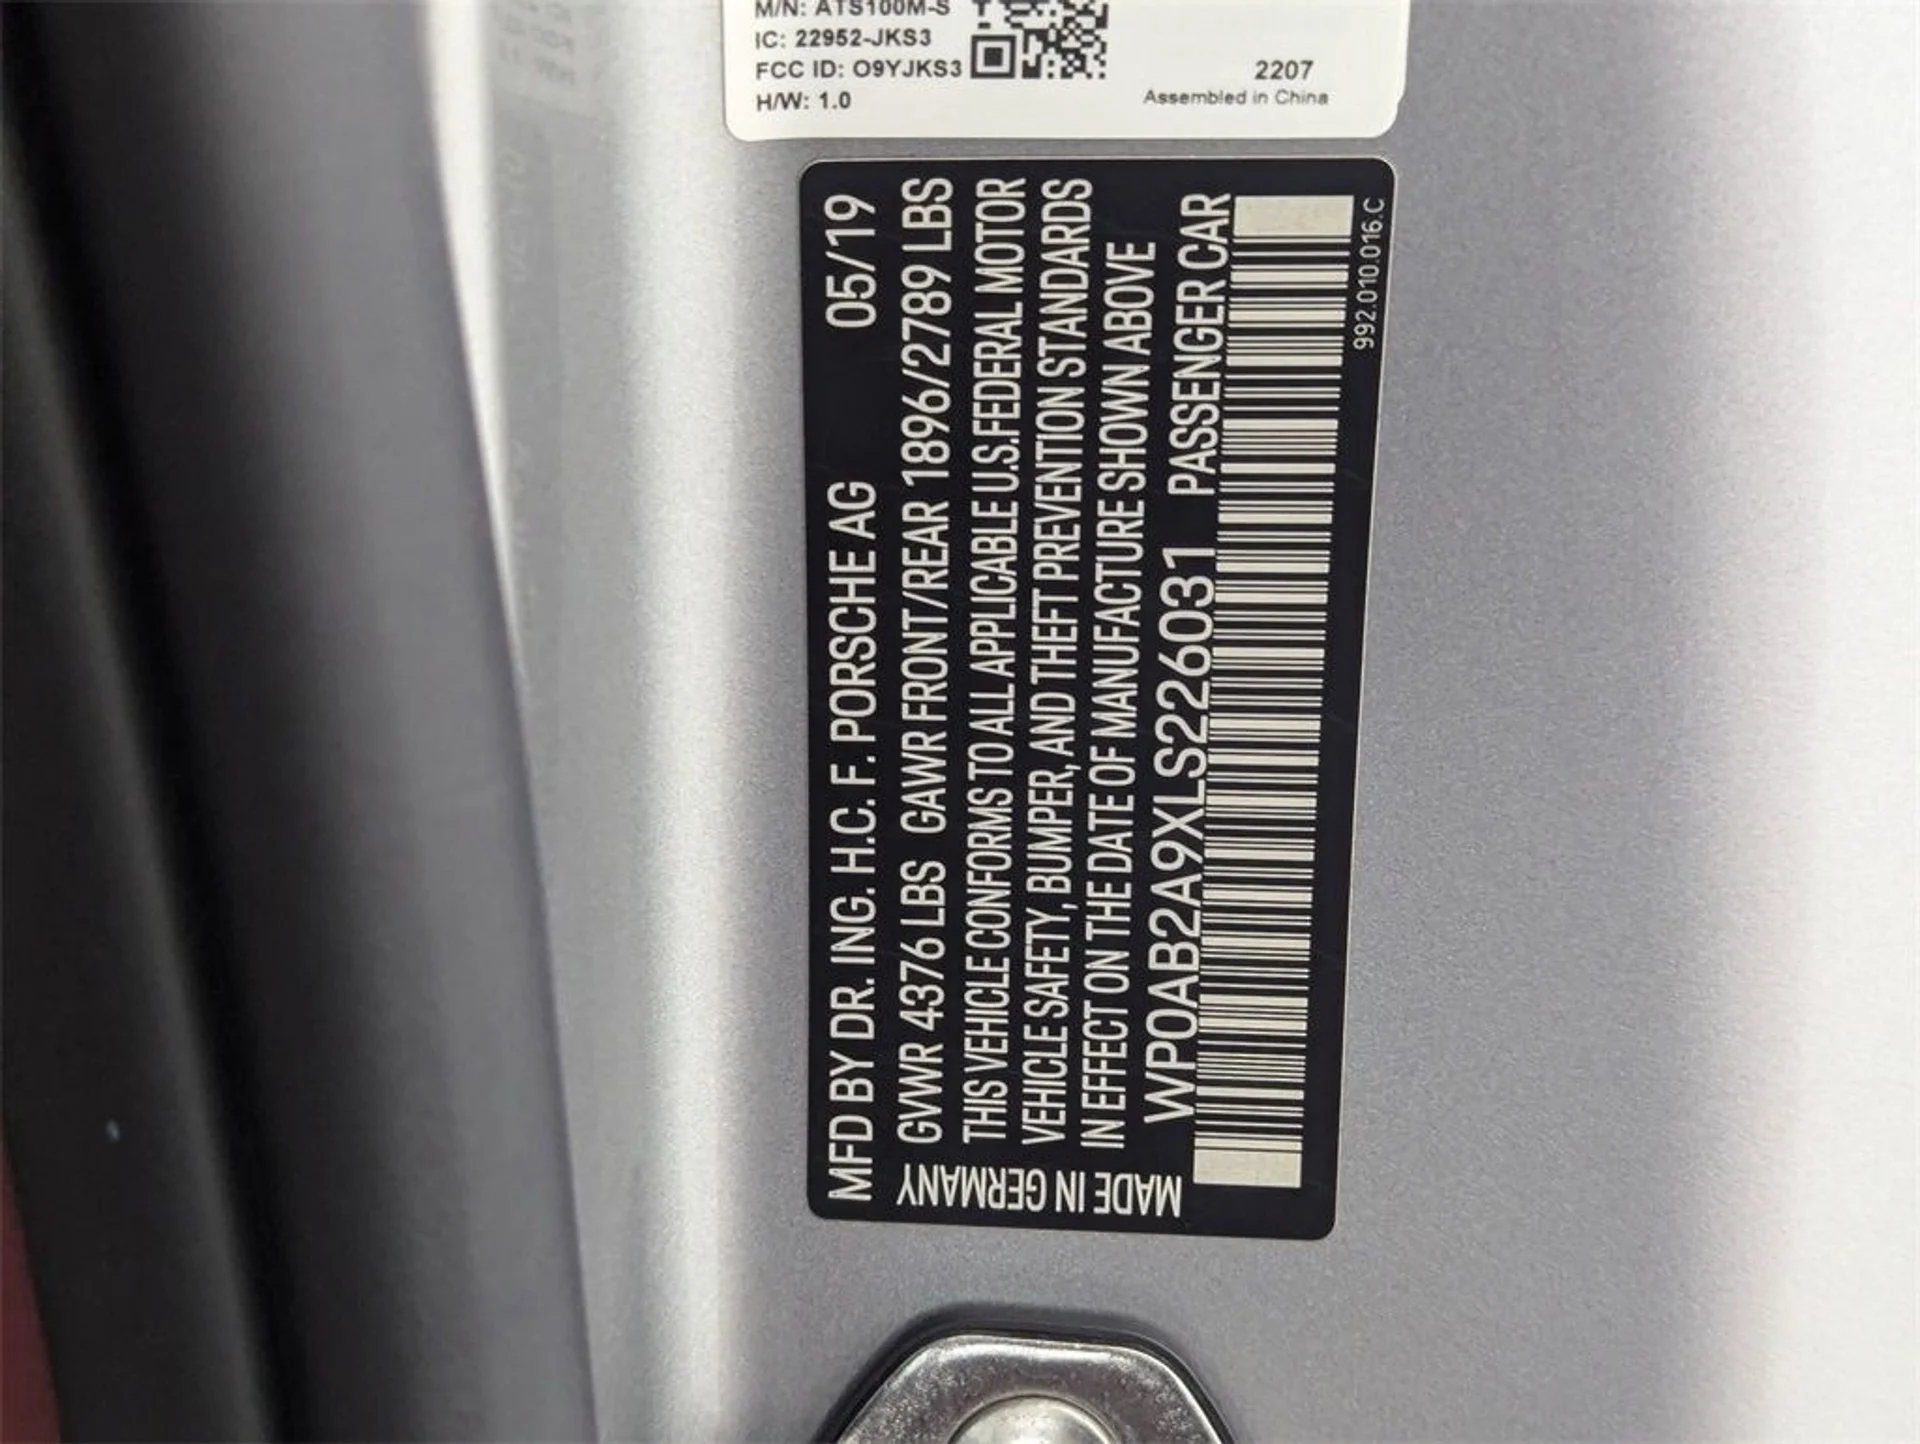 M/N: ATS100M-S
IC: 22952-JKS3
FCC ID: O9YJKS3
H/W: 1.0
2207
Assembled in China
MFD BY DR. ING. H.C. F. PORSCHE AG 05/19
GVWR 4376 LBS GAWR FRONT/REAR 1896/2789 LBS
THIS VEHICLE CONFORMS TO ALL APPLICABLE U.S.FEDERAL MOTOR
VEHICLE SAFETY, BUMPER, AND THEFT PREVENTION STANDARDS
IN EFFECT ON THE DATE OF MANUFACTURE SHOWN ABOVE
WP0AB2A9XLS226031 PASSENGER CAR
992.010.016.C
MADE IN GERMANY